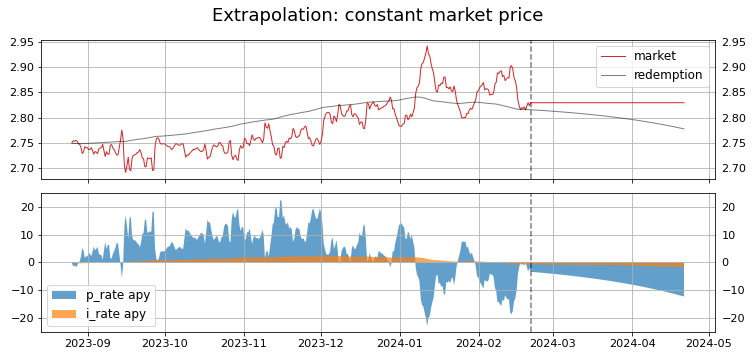 Extrapolation: constant market price
2.95 2.95
2.90 2.90
2.85 2.85
2.80 2.80
2.75 2.75
2.70 2.70
market
redemption
20 20
10 10
0 0
−10 −10
−20 −20
p_rate apy
i_rate apy
2023-09 2023-10 2023-11 2023-12 2024-01 2024-02 2024-03 2024-04 2024-05